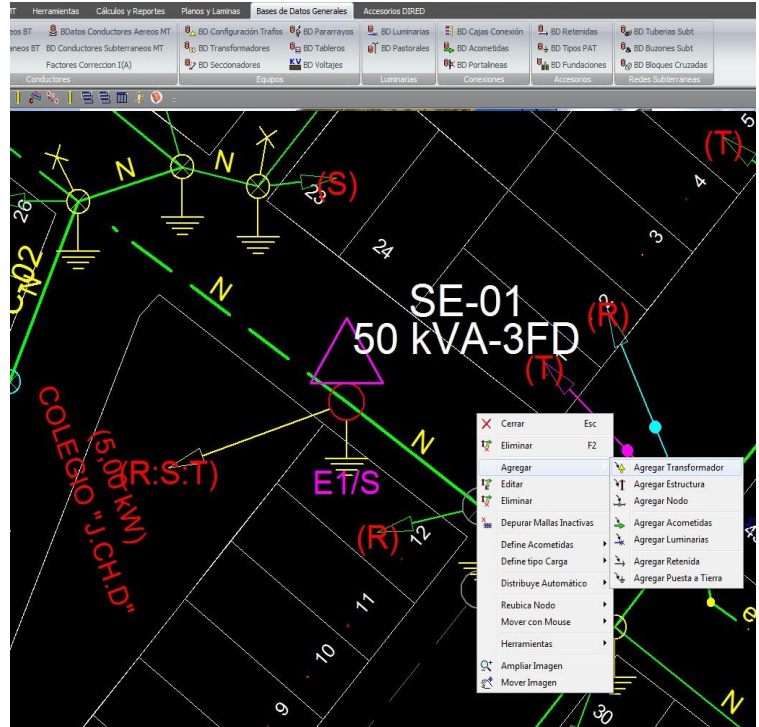 Herramientas Cálculos y Reportes Planos y Laminas Bases de Datos Generales Accesorios DIRED
BDatos Conductores Aereos MT BD Configuración Trafos BD Pararrayos BD Luminarias BD Cajas Conexión BD Retenidas BD Tuberias Subt
BT BD Conductores Subterraneos MT BD Transformadores BD Tableros BD Pastorales BD Acometidas BD Tipos PAT BD Buzones Subt
Factores Correccion I(A) BD Seccionadores KV BD Voltajes BD Portalineas BD Fundaciones BD Bloques Cruzadas
Conductores Equipos Luminarias Conexiones Accesorios Redes Subterraneas
5
(T)
N
N
4
(S)
23
26
24
3
N
SE-01
2
(R)
50 kVA-3FD
(T)
N
COLEGIO "J.CH.D"
(5.00 kW)
(R:S:T)
E1/S
(R)
12
11
10
9
30
Cerrar Esc
Eliminar F2
Agregar
Editar
Eliminar
Depurar Mallas Inactivas
Define Acometidas
Define tipo Carga
Distribuye Automático
Reubica Nodo
Mover con Mouse
Herramientas
Ampliar Imagen
Mover Imagen
Agregar Transformador
Agregar Estructura
Agregar Nodo
Agregar Acometidas
Agregar Luminarias
Agregar Retenida
Agregar Puesta a Tierra